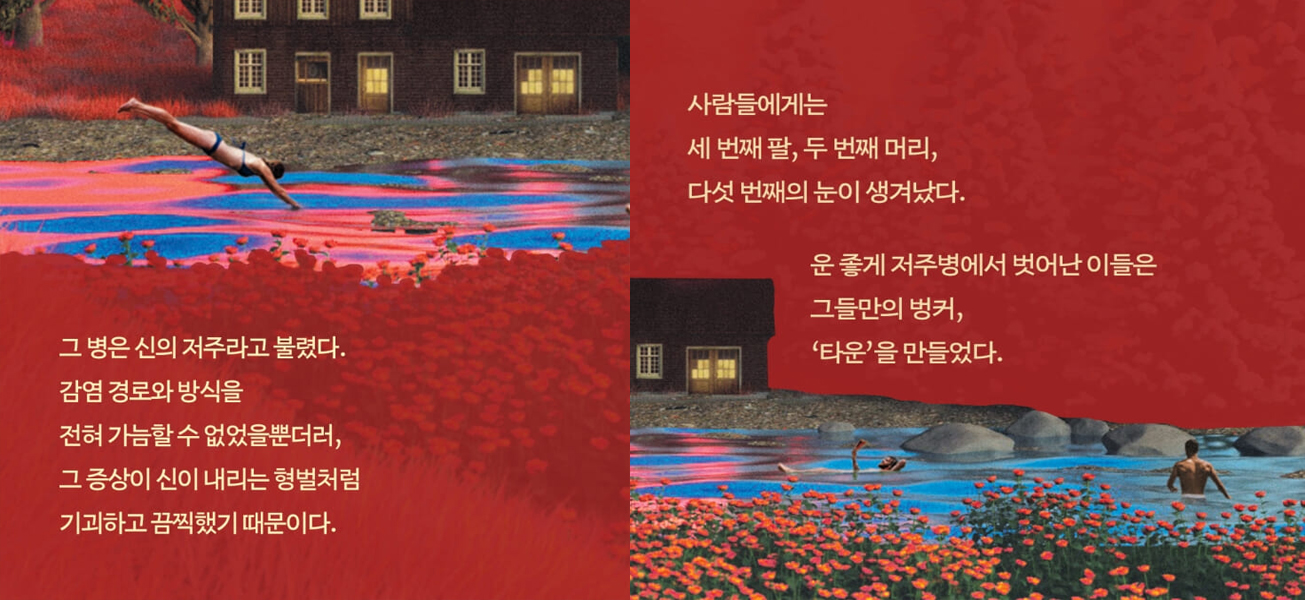 그 병은 신의 저주라고 불렸다.
감염 경로와 방식을
전혀 가늠할 수 없었을뿐더러,
그 증상이 신이 내리는 형벌처럼
기괴하고 끔찍했기 때문이다.
사람들에게는
세 번째 팔, 두 번째 머리,
다섯 번째의 눈이 생겨났다.
운 좋게 저주병에서 벗어난 이들은
그들만의 벙커,
‘타운’을 만들었다.